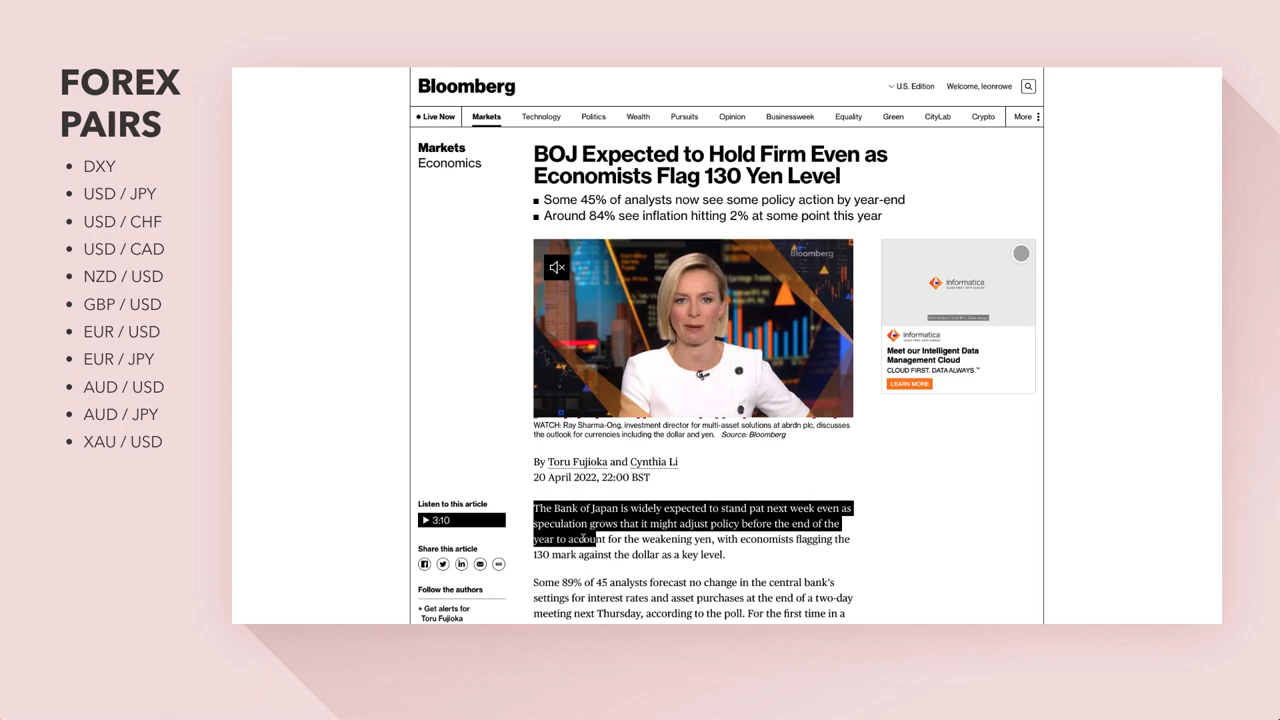 FOREX
PAIRS
DXY
USD / JPY
USD / CHF
USD / CAD
NZD / USD
GBP / USD
EUR / USD
EUR / JPY
AUD / USD
AUD / JPY
XAU / USD
Bloomberg
U.S. Edition
Welcome, leonrowe
Live Now
Markets
Technology
Politics
Wealth
Pursuits
Opinion
Businessweek
Equality
Green
CityLab
Crypto
More
Markets
Economics
BOJ Expected to Hold Firm Even as
Economists Flag 130 Yen Level
Some 45% of analysts now see some policy action by year-end
Around 84% see inflation hitting 2% at some point this year
Bloomberg
WATCH: Ray Sharma-Ong, investment director for multi-asset solutions at abrdn plc, discusses
the outlook for currencies including the dollar and yen. Source: Bloomberg
Informatica
Informatica
Meet our Intelligent Data
Management Cloud
CLOUD FIRST. DATA ALWAYS.™
LEARN MORE
By Toru Fujioka and Cynthia Li
20 April 2022, 22:00 BST
Listen to this article
3:10
Share this article
Follow the authors
+ Get alerts for
Toru Fujioka
The Bank of Japan is widely expected to stand pat next week even as
speculation grows that it might adjust policy before the end of the
year to account for the weakening yen, with economists flagging the
130 mark against the dollar as a key level.
Some 89% of 45 analysts forecast no change in the central bank's
settings for interest rates and asset purchases at the end of a two-day
meeting next Thursday, according to the poll. For the first time in a